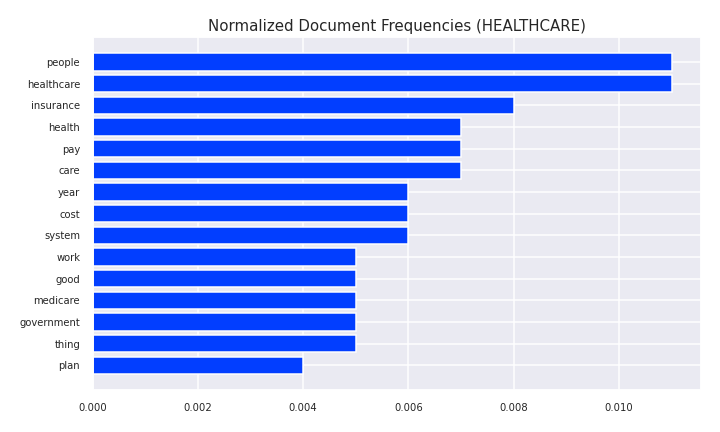 Normalized Document Frequencies (HEALTHCARE)
people
healthcare
insurance
health
pay
care
year
cost
system
work
good
medicare
government
thing
plan
0.000 0.002 0.004 0.006 0.008 0.010